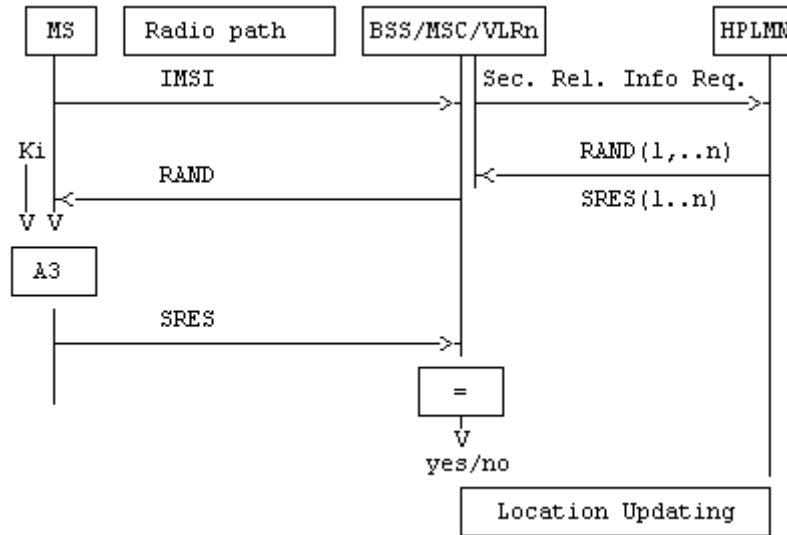 MS Radio path BSS/MSC/VLRn HPLMN
IMSI Sec. Rel. Info Req.
Ki RAND RAND(1,..n)
SRES(1..n)
V V
A3
SRES
=
V
yes/no
Location Updating